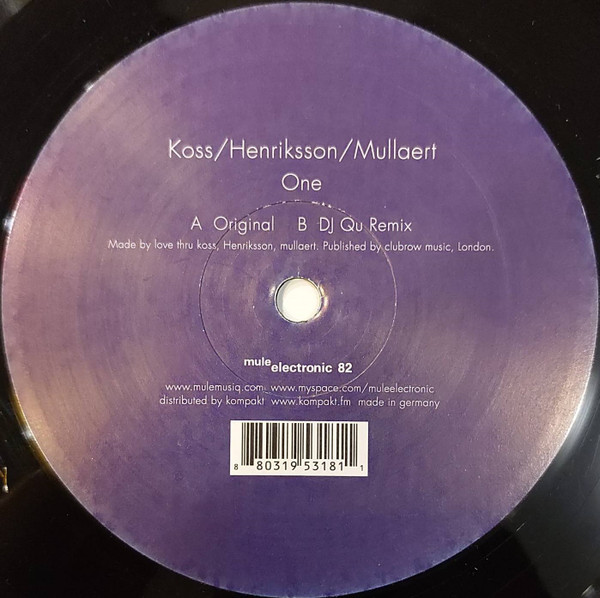 Koss/Henriksson/Mullaert
One
A Original B DJ Qu Remix
Made by love thru koss, Henriksson, mullaert. Published by clubrow music, London.
mule electronic 82
www.mulemusiq.com www.myspace.com/muleelectronic
distributed by kompakt www.kompakt.fm made in germany
8 80319 53181 1